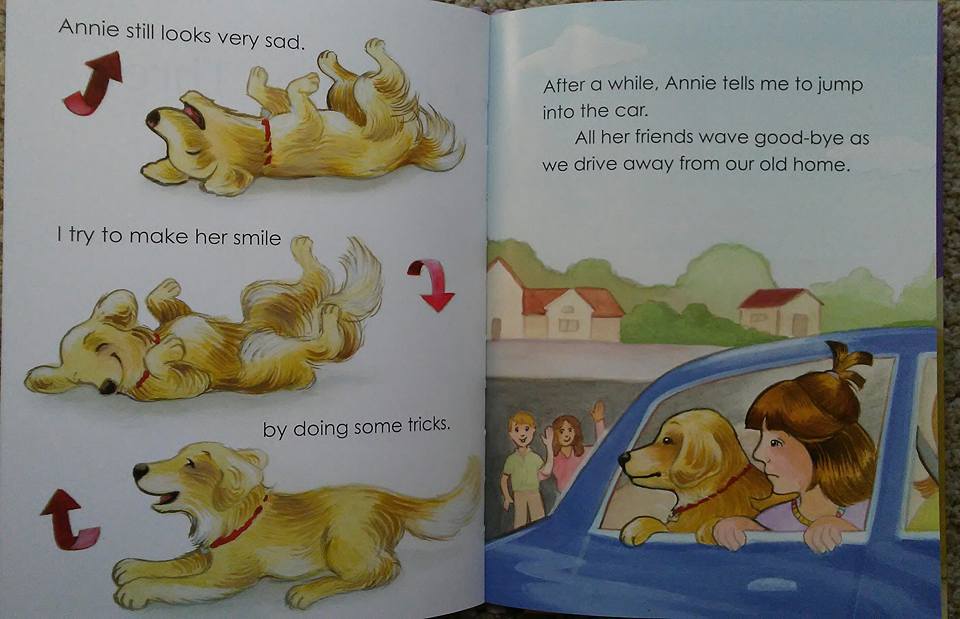 Annie still looks very sad.
I try to make her smile
by doing some tricks.
After a while, Annie tells me to jump
into the car.
All her friends wave good-bye as
we drive away from our old home.